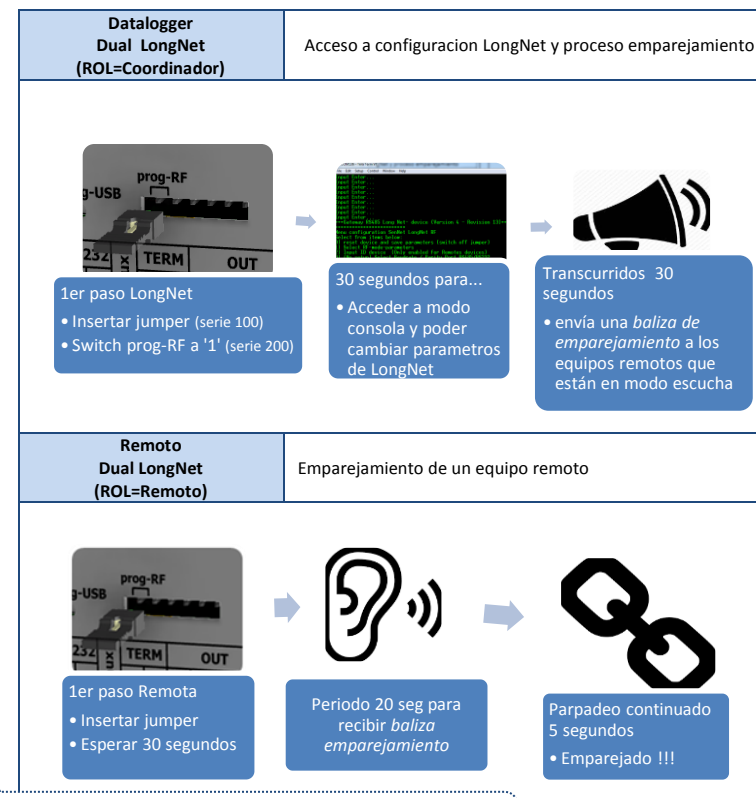 Datalogger
Dual LongNet
(ROL=Coordinador)
Acceso a configuracion LongNet y proceso emparejamiento
prog-RF
g-USB
232
TERM
OUT
1er paso LongNet
• Insertar jumper (serie 100)
• Switch prog-RF a '1' (serie 200)
30 segundos para...
• Acceder a modo
consola y poder
cambiar parametros
de LongNet
Transcurridos 30
segundos
• envía una baliza de
emparejamiento a los
equipos remotos que
están en modo escucha
Remoto
Dual LongNet
(ROL=Remoto)
Emparejamiento de un equipo remoto
prog-RF
g-USB
232
TERM
OUT
1er paso Remota
• Insertar jumper
• Esperar 30 segundos
Periodo 20 seg para
recibir baliza
emparejamiento
Parpadeo continuado
5 segundos
• Emparejado !!!